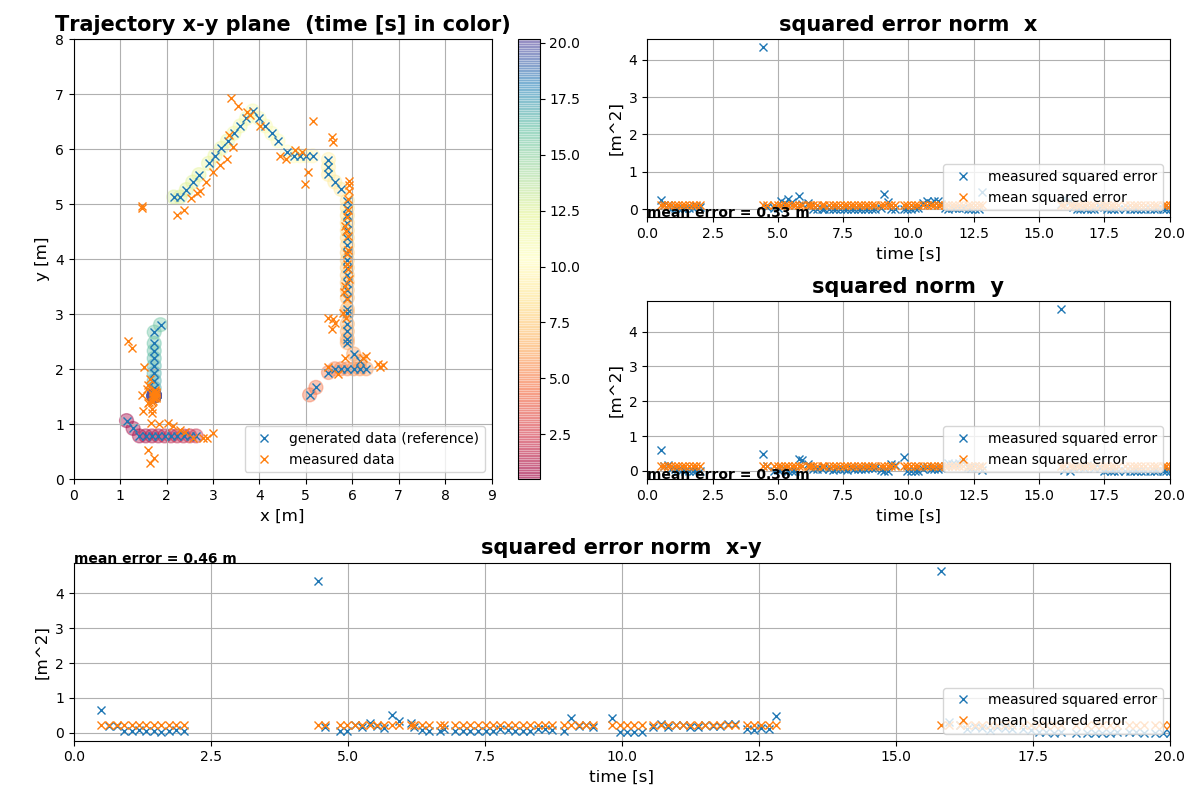 Trajectory x-y plane  (time [s] in color)
8
7
6
5
4
3
2
1
0
y [m]
0 1 2 3 4 5 6 7 8 9
x [m]
generated data (reference)
measured data
20.0
17.5
15.0
12.5
10.0
7.5
5.0
2.5
squared error norm  x
4
3
2
1
0
[m^2]
measured squared error
mean squared error
mean error = 0.33 m
0.0 2.5 5.0 7.5 10.0 12.5 15.0 17.5 20.0
time [s]
squared norm  y
4
3
2
1
0
[m^2]
measured squared error
mean squared error
mean error = 0.36 m
0.0 2.5 5.0 7.5 10.0 12.5 15.0 17.5 20.0
time [s]
squared error norm  x-y
mean error = 0.46 m
4
3
2
1
0
[m^2]
measured squared error
mean squared error
0.0 2.5 5.0 7.5 10.0 12.5 15.0 17.5 20.0
time [s]